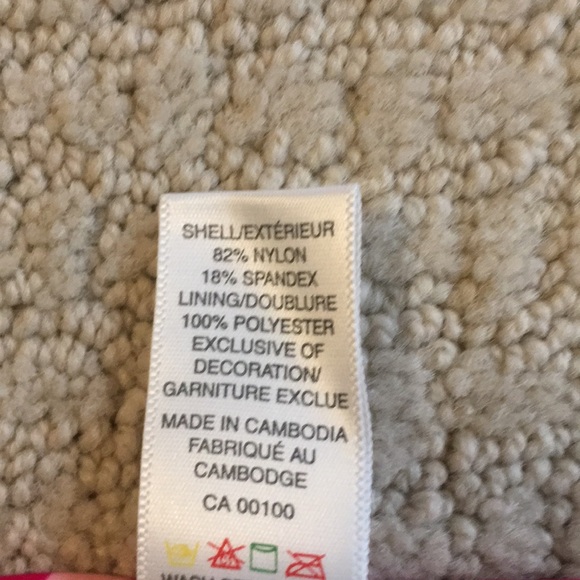 SHELL/EXTÉRIEUR
82% NYLON
18% SPANDEX
LINING/DOUBLURE
100% POLYESTER
EXCLUSIVE OF
DECORATION/
GARNITURE EXCLUE
MADE IN CAMBODIA
FABRIQUÉ AU
CAMBODGE
CA 00100
WASH